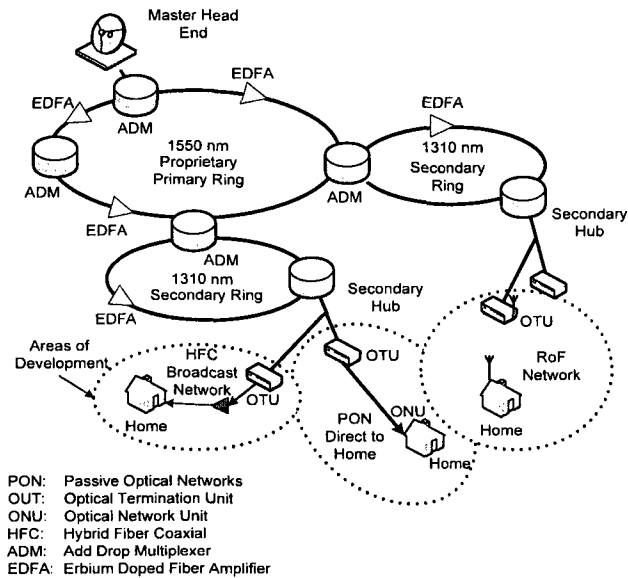 Master Head
End
EDFA
EDFA
EDFA
ADM
1550 nm
Proprietary
Primary Ring
1310 nm
Secondary
Ring
ADM
ADM
EDFA
Secondary
Hub
ADM
1310 nm
Secondary Ring
EDFA
Secondary
Hub
OTU
Areas of
Development
HFC
Broadcast
Network
OTU
OTU
RoF
Network
Home
PON
Direct to
Home
ONU
Home
Home
PON: Passive Optical Networks
OUT: Optical Termination Unit
ONU: Optical Network Unit
HFC: Hybrid Fiber Coaxial
ADM: Add Drop Multiplexer
EDFA: Erbium Doped Fiber Amplifier